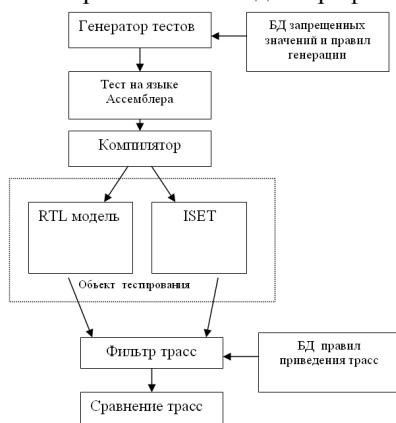 Генератор тестов
БД запрещенных
значений и правил
генерации
Тест на языке
Ассемблера
Компилятор
RTL модель
ISET
Объект тестирования
Фильтр трасс
БД правил
приведения трасс
Сравнение трасс